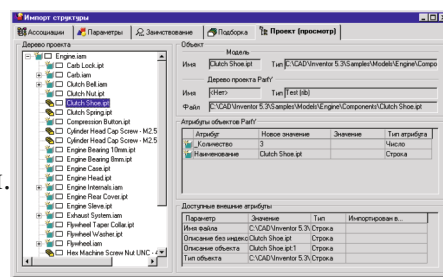 Импорт структуры
Ассоциации Параметры Заимствование Подборка Проект (просмотр)
Дерево проекта
Engine.iam
Carb Lock.ipt
Carb.iam
Clutch Bell.iam
Clutch Nut.ipt
Clutch Shoe.ipt
Clutch Spring.ipt
Compression Button.ipt
Cylinder Head Cap Screw - M2.5
Cylinder Head Cap Screw - M2.5
Engine Bearing 10mm.ipt
Engine Bearing 8mm.ipt
Engine Case.ipt
Engine Head.ipt
Engine Internals.iam
Engine Rear Cover.ipt
Engine Sleve.ipt
Exhaust System.iam
Flywheel Taper Collar.ipt
Flywheel Washer.ipt
Flywheel.iam
Hex Machine Screw Nut UNC - 4
Объект
Модель
Имя Clutch Shoe.ipt Тип C:\CAD\Inventor 5.3\Samples\Models\Engine\Compo
Дерево проекта PartY
Имя <Нет> Тип Test (nb)
Файл C:\CAD\Inventor 5.3\Samples\Models\Engine\Components\Clutch Shoe.ipt
Атрибуты объектов PartY
Атрибут Новое значение Значение Тип атрибута
_Количество 3 Число
Наименование Clutch Shoe.ipt Строка
Доступные внешние атрибуты
Параметр Значение Тип Импортирован в...
Имя файла C:\CAD\Inventor 5.3\ Строка
Описание без индекс Clutch Shoe.ipt Строка
Описание объекта Clutch Shoe.ipt:1 Строка
Тип объекта C:\CAD\Inventor 5.3\ Строка